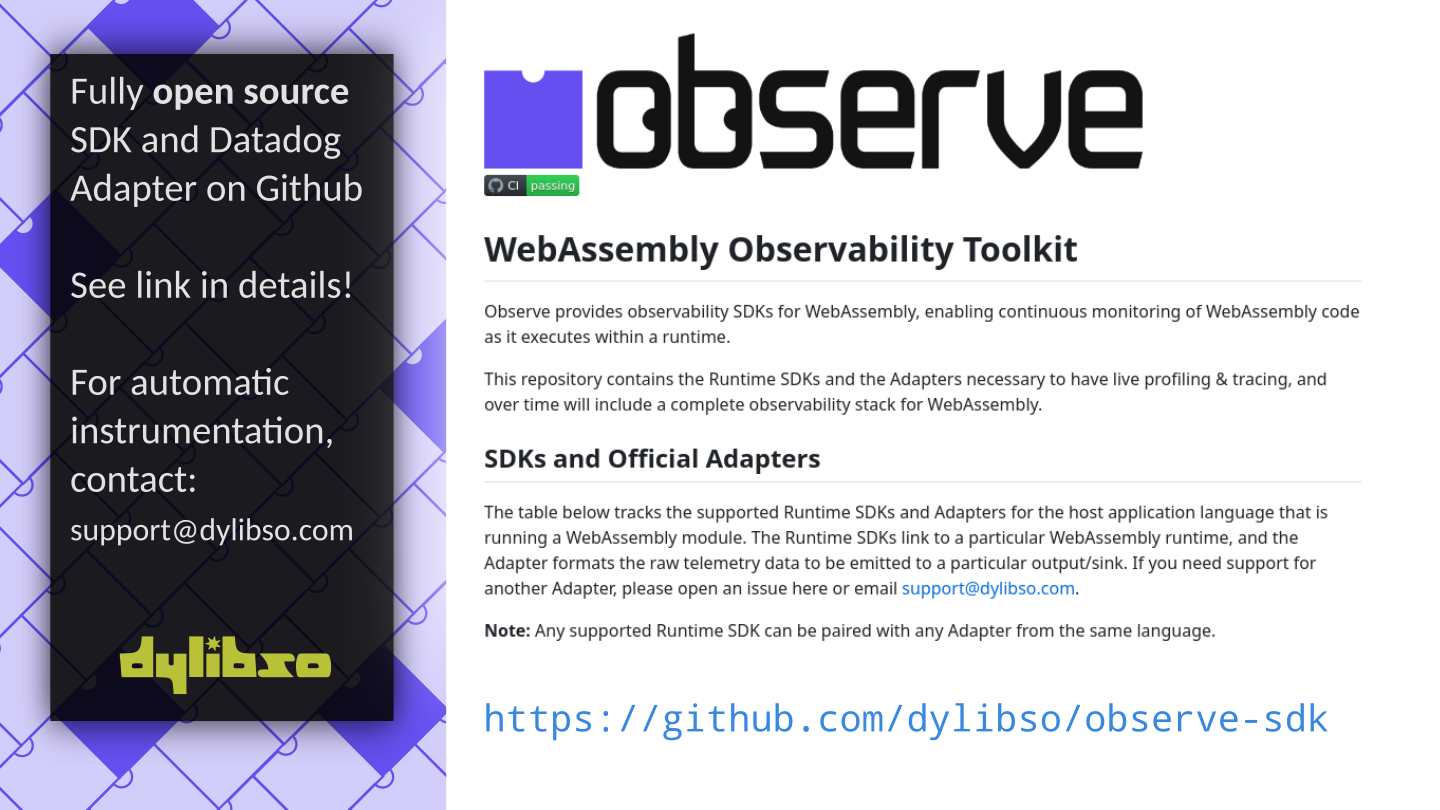 Fully open source
SDK and Datadog
Adapter on Github
See link in details!
For automatic
instrumentation,
contact:
support@dylibso.com
dylibso
observe
CI passing
WebAssembly Observability Toolkit
Observe provides observability SDKs for WebAssembly, enabling continuous monitoring of WebAssembly code
as it executes within a runtime.
This repository contains the Runtime SDKs and the Adapters necessary to have live profiling & tracing, and
over time will include a complete observability stack for WebAssembly.
SDKs and Official Adapters
The table below tracks the supported Runtime SDKs and Adapters for the host application language that is
running a WebAssembly module. The Runtime SDKs link to a particular WebAssembly runtime, and the
Adapter formats the raw telemetry data to be emitted to a particular output/sink. If you need support for
another Adapter, please open an issue here or email support@dylibso.com.
Note: Any supported Runtime SDK can be paired with any Adapter from the same language.
https://github.com/dylibso/observe-sdk